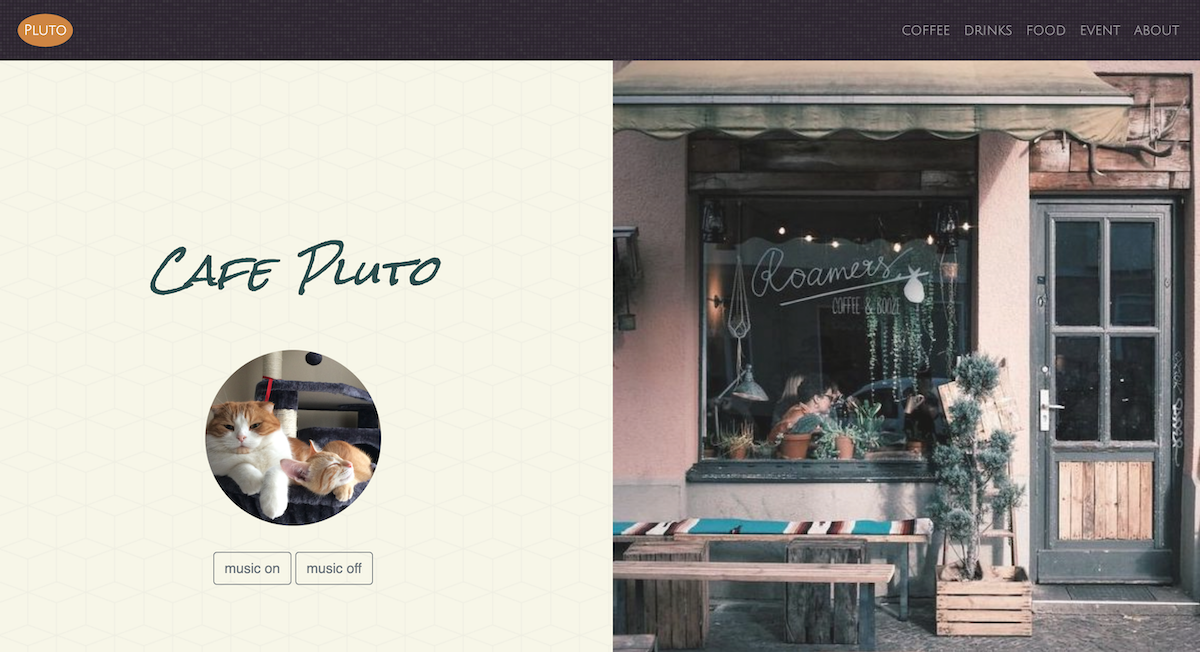 PLUTO
COFFEE DRINKS FOOD EVENT ABOUT
Cafe Pluto
Roamers
COFFEE & BOOZE
music on music off